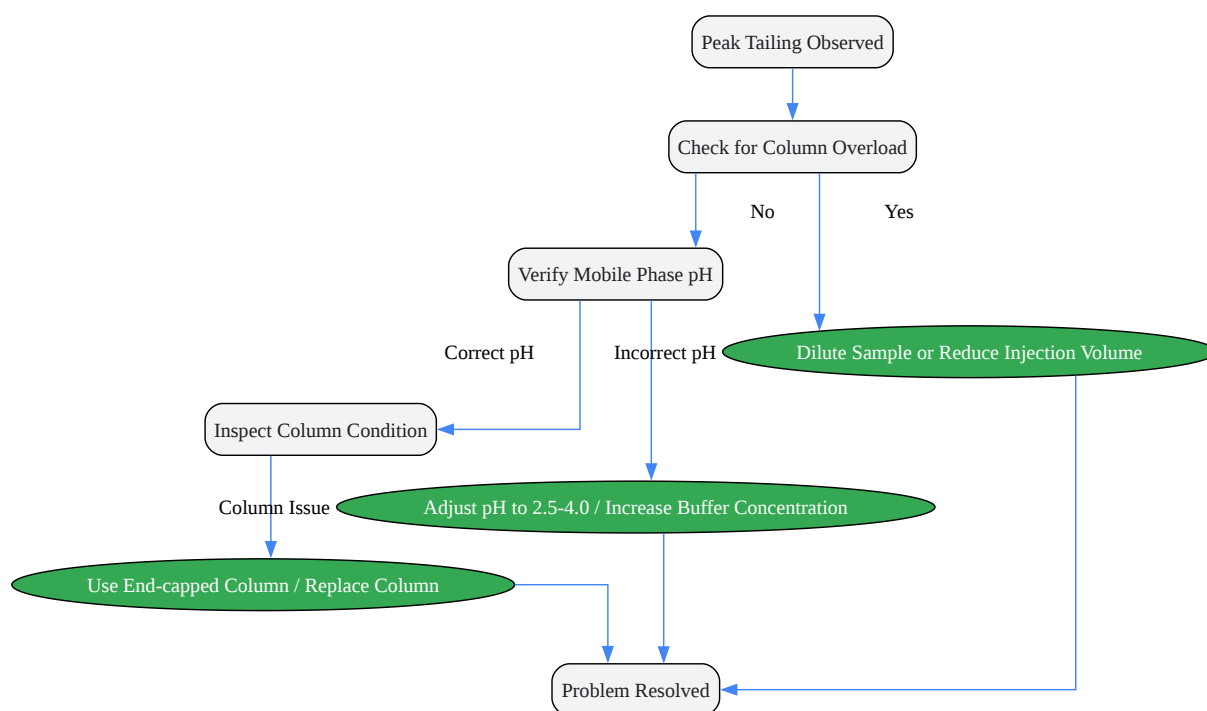 Peak Tailing Observed
Check for Column Overload
No
Yes
Verify Mobile Phase pH
Correct pH
Incorrect pH
Dilute Sample or Reduce Injection Volume
Inspect Column Condition
Column Issue
Adjust pH to 2.5-4.0 / Increase Buffer Concentration
Use End-capped Column / Replace Column
Problem Resolved